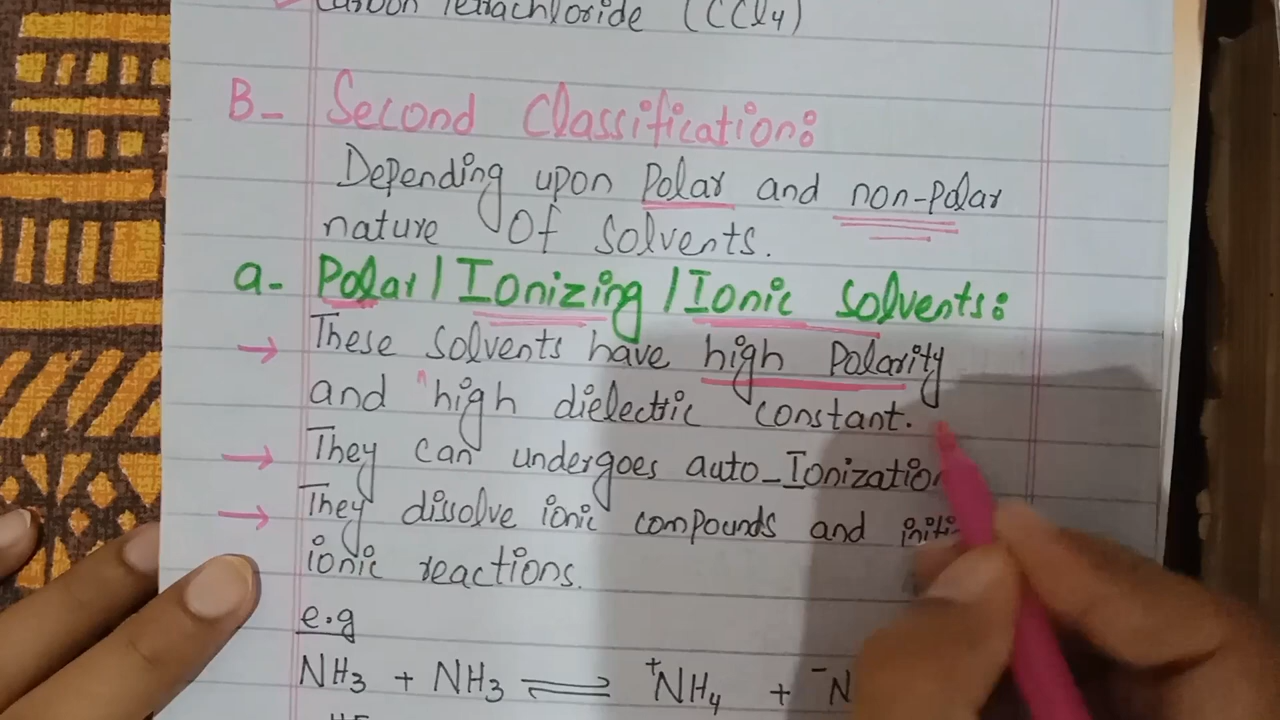 Carbon Tetrachloride (CCl4)
B- Second Classification:
Depending upon Polar and non-polar
nature Of Solvents.
a- Polar/Ionizing/Ionic Solvents:
→ These solvents have high Polarity
and high dielectric constant.
→ They can undergoes auto-Ionization
→ They dissolve ionic compounds and
ionic reactions.
e.g
NH3 + NH3 ⇌ +NH4 + -N